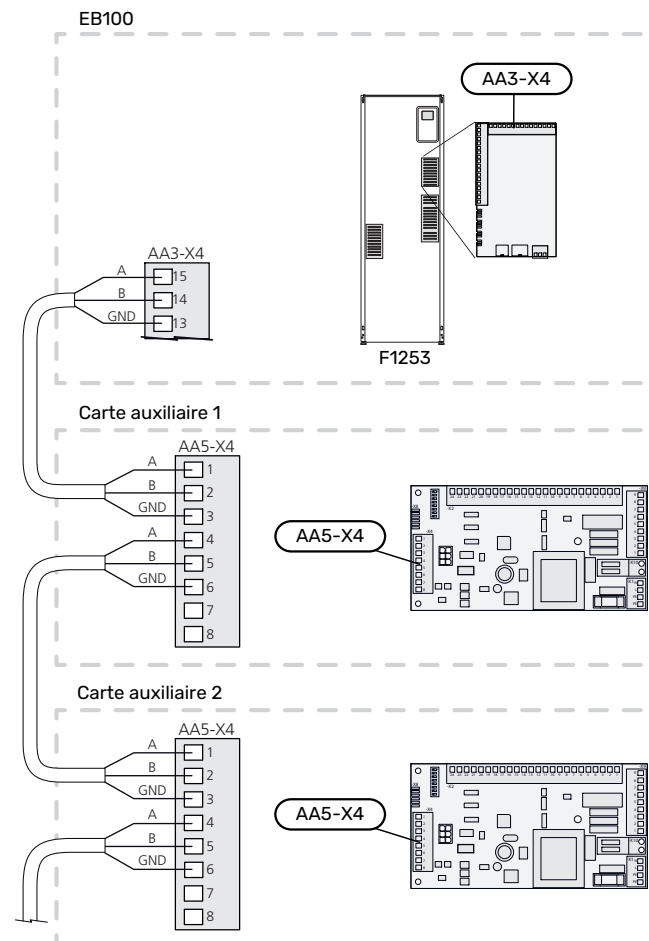 EB100
AA3-X4
AA3-X4
A 15
B 14
GND 13
F1253
Carte auxiliaire 1
AA5-X4
A 1
B 2
GND 3
A 4
B 5
GND 6
7
8
AA5-X4
-X2
Carte auxiliaire 2
AA5-X4
A 1
B 2
GND 3
A 4
B 5
GND 6
7
8
AA5-X4
-X2